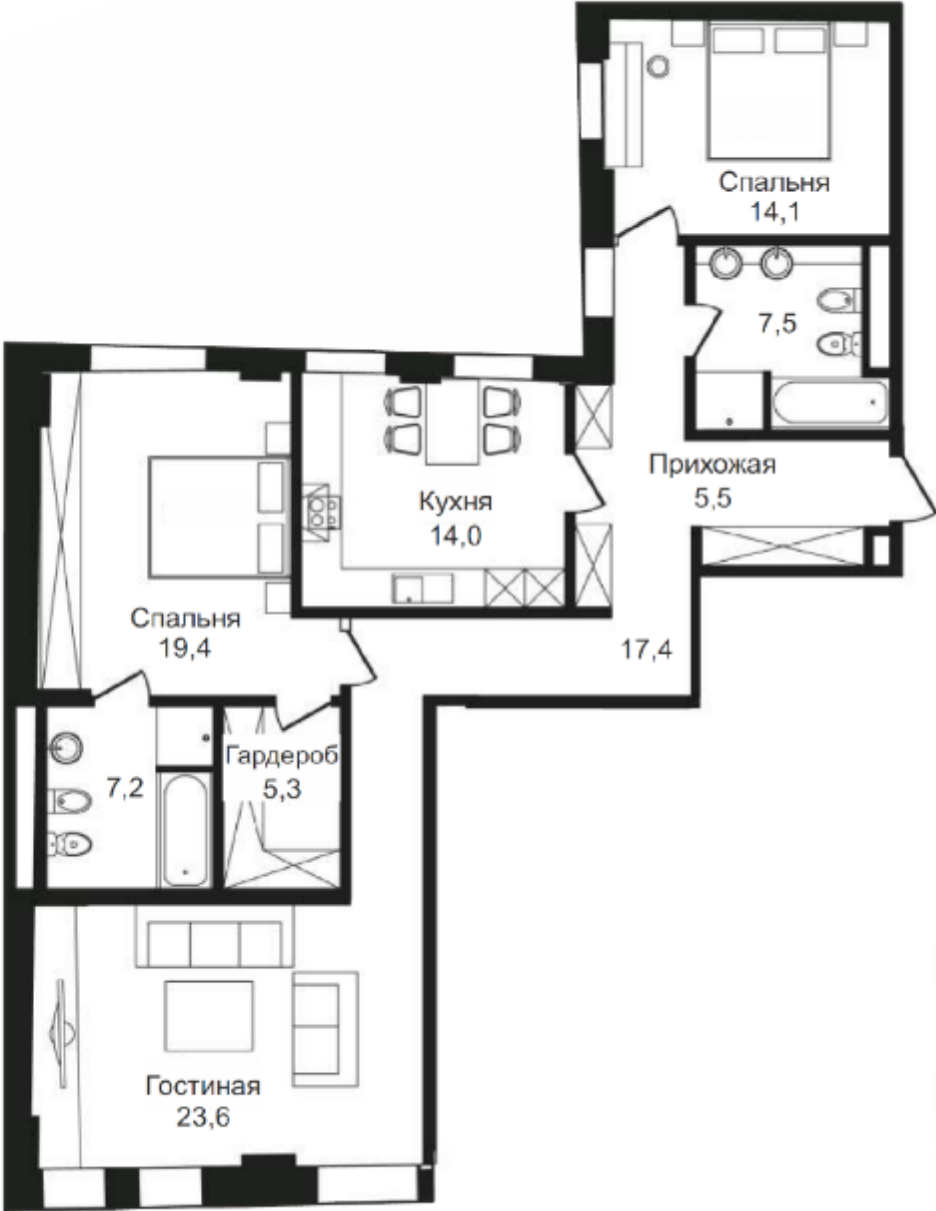 Спальня
14,1
7,5
Прихожая
5,5
Кухня
14,0
Спальня
19,4
17,4
Гардероб
5,3
7,2
Гостиная
23,6